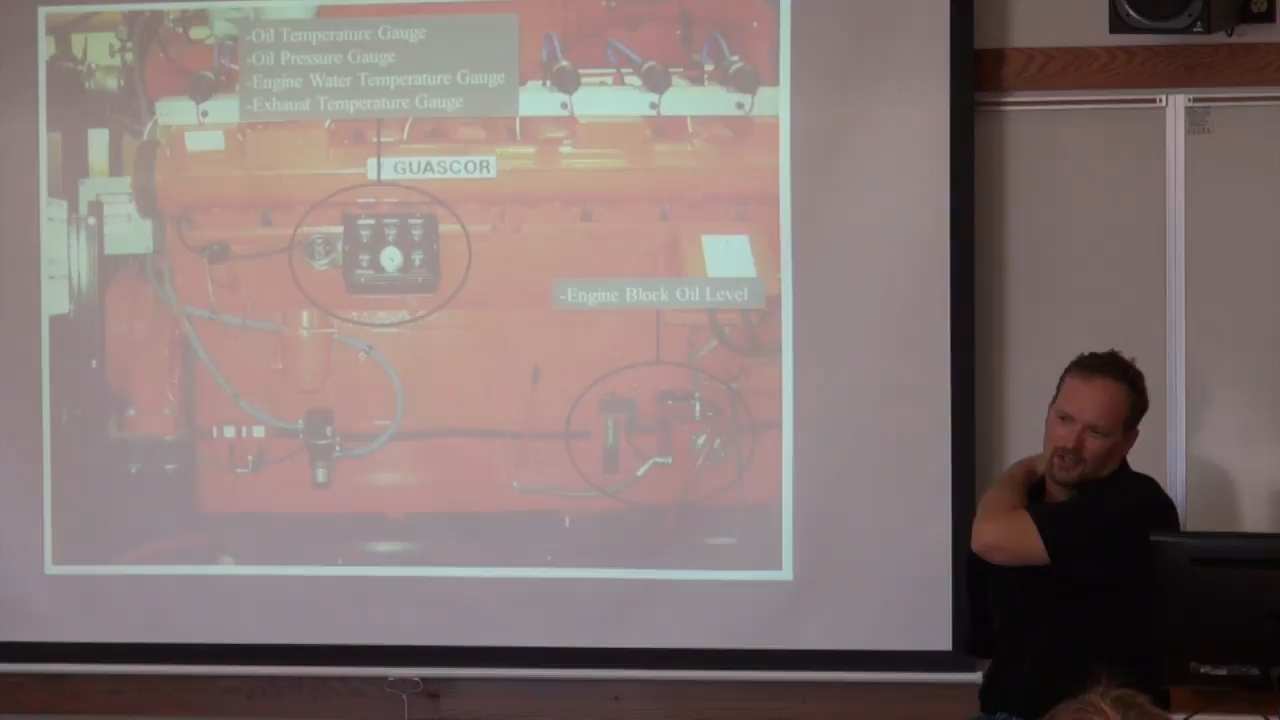 -Oil Temperature Gauge
-Oil Pressure Gauge
-Engine Water Temperature Gauge
-Exhaust Temperature Gauge
GUASCOR
-Engine Block Oil Level